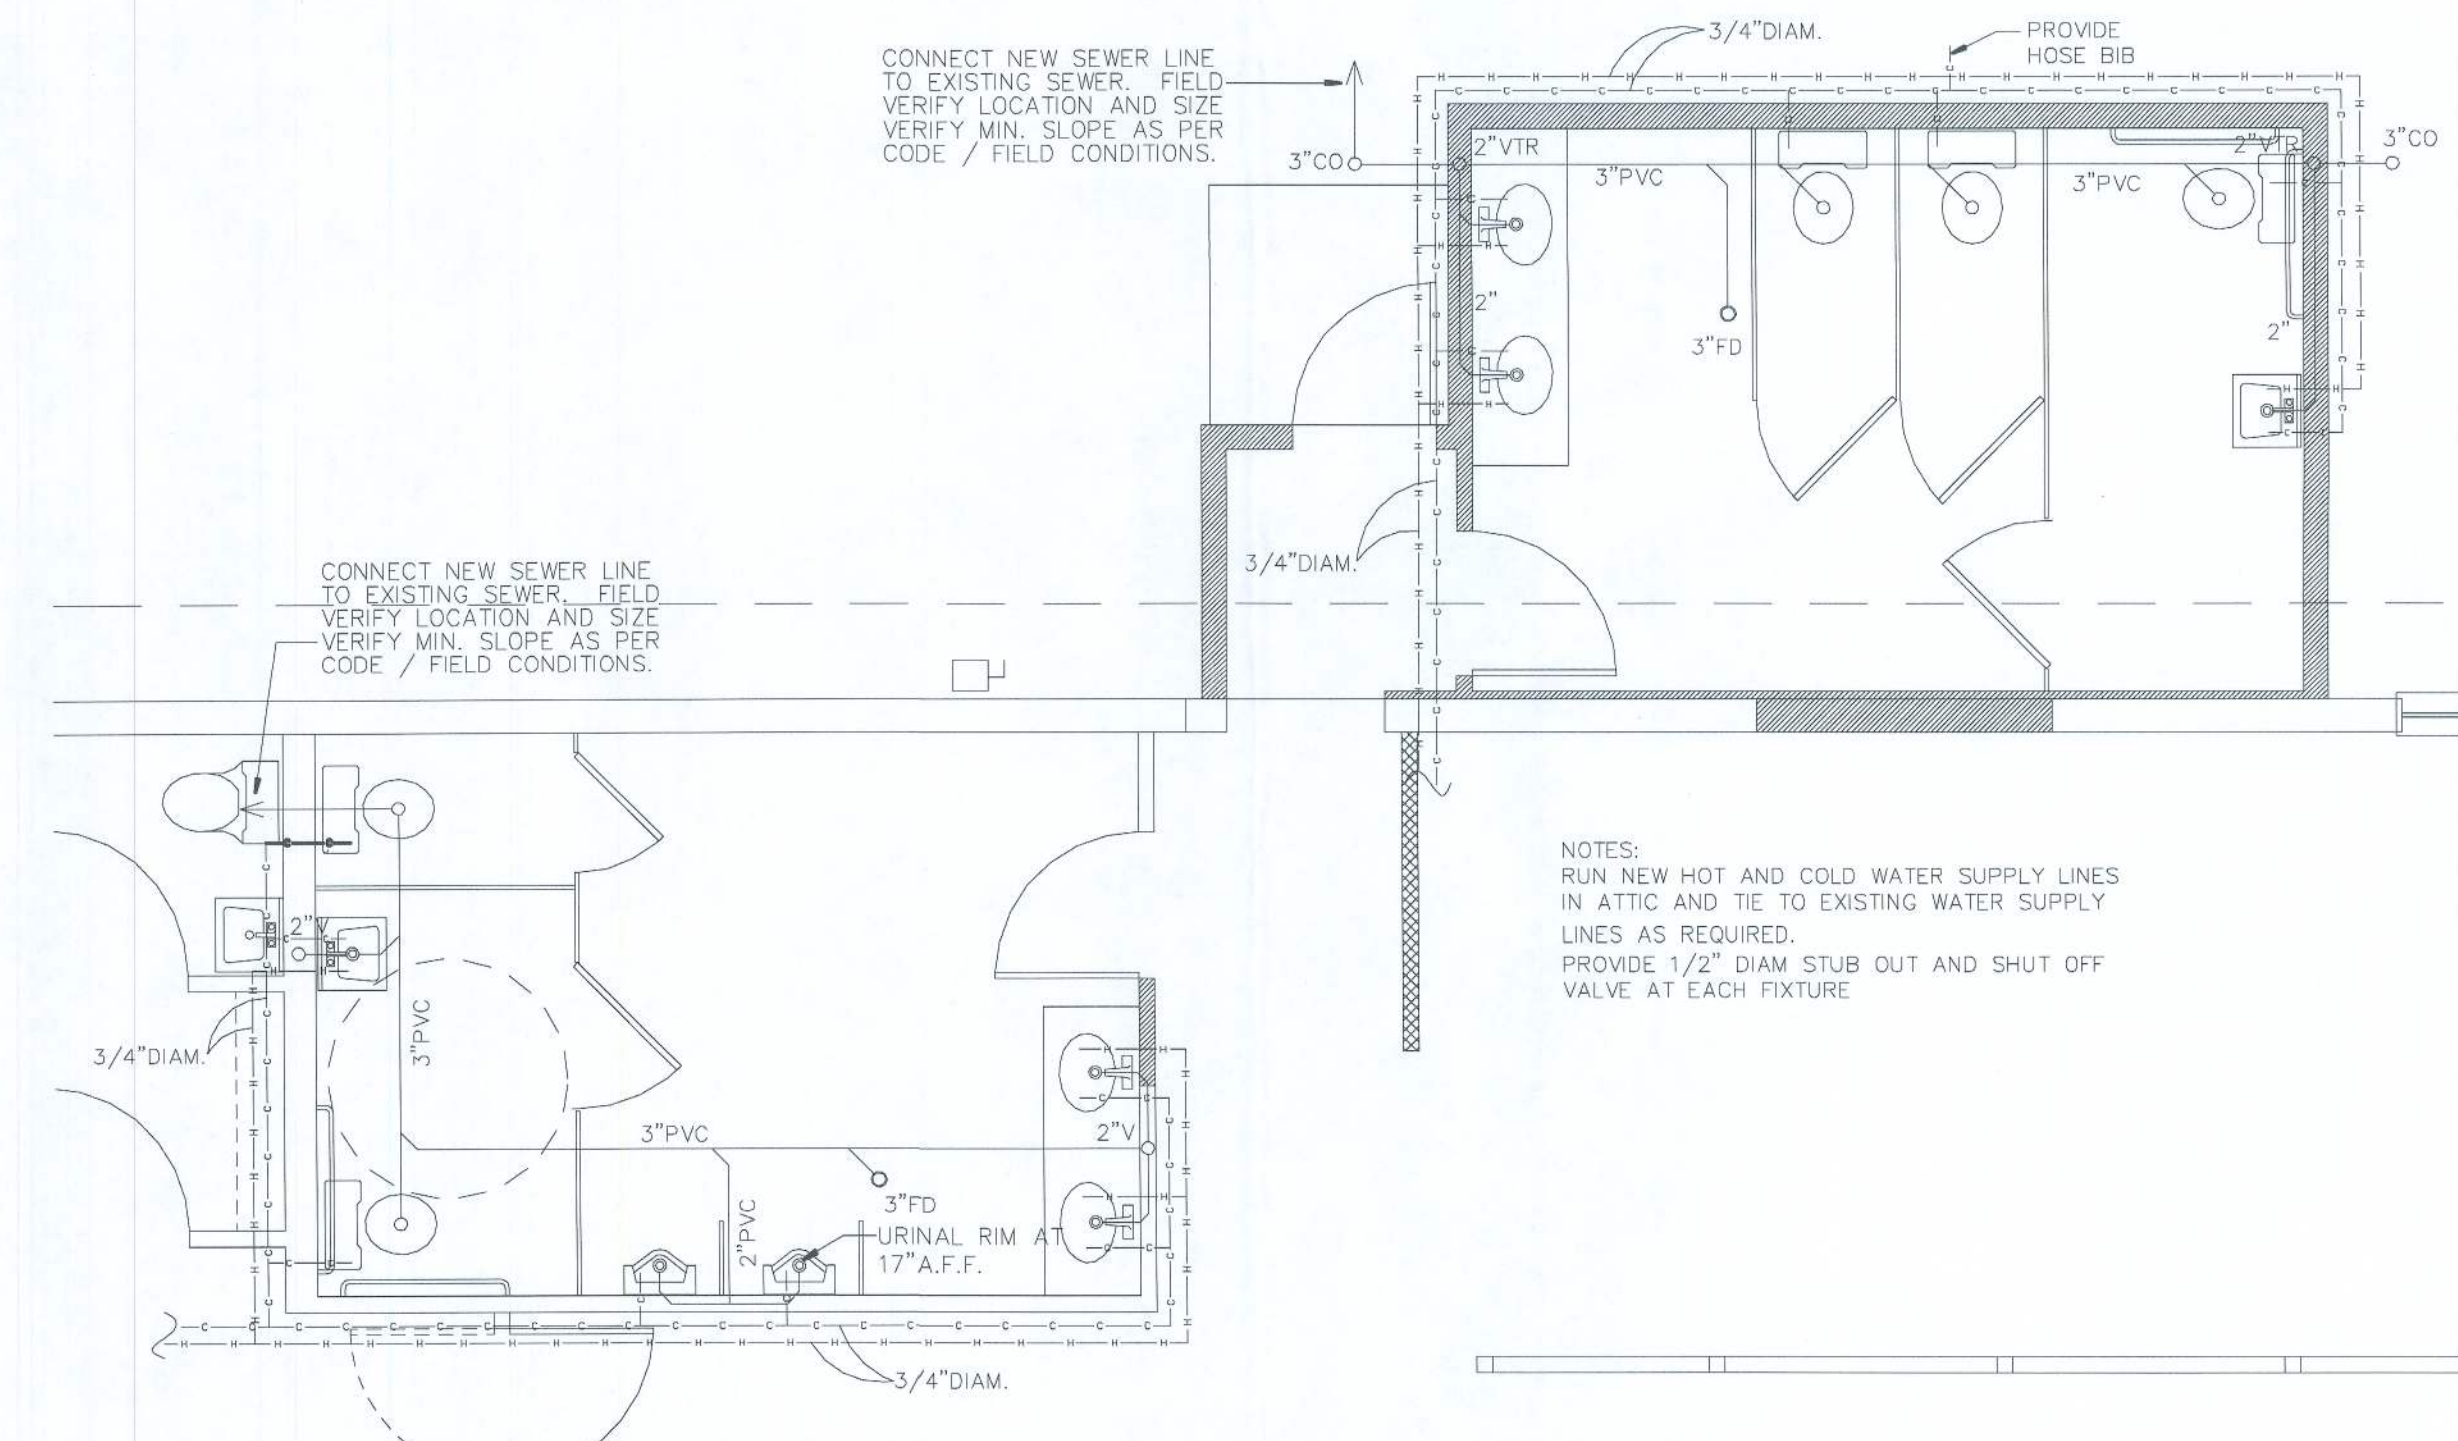 3/4"DIAM.
PROVIDE
HOSE BIB
CONNECT NEW SEWER LINE
TO EXISTING SEWER. FIELD
VERIFY LOCATION AND SIZE
VERIFY MIN. SLOPE AS PER
CODE / FIELD CONDITIONS.
3"CO
2"VTR
3"PVC
3"PVC
2"VTR
3"CO
2"
3"FD
2"
3/4"DIAM.
CONNECT NEW SEWER LINE
TO EXISTING SEWER. FIELD
VERIFY LOCATION AND SIZE
VERIFY MIN. SLOPE AS PER
CODE / FIELD CONDITIONS.
NOTES:
RUN NEW HOT AND COLD WATER SUPPLY LINES
IN ATTIC AND TIE TO EXISTING WATER SUPPLY
LINES AS REQUIRED.
PROVIDE 1/2" DIAM STUB OUT AND SHUT OFF
VALVE AT EACH FIXTURE
2"V
3"PVC
3/4"DIAM.
3"PVC
2"V
2"PVC
3"FD
URINAL RIM AT
17"A.F.F.
3/4"DIAM.